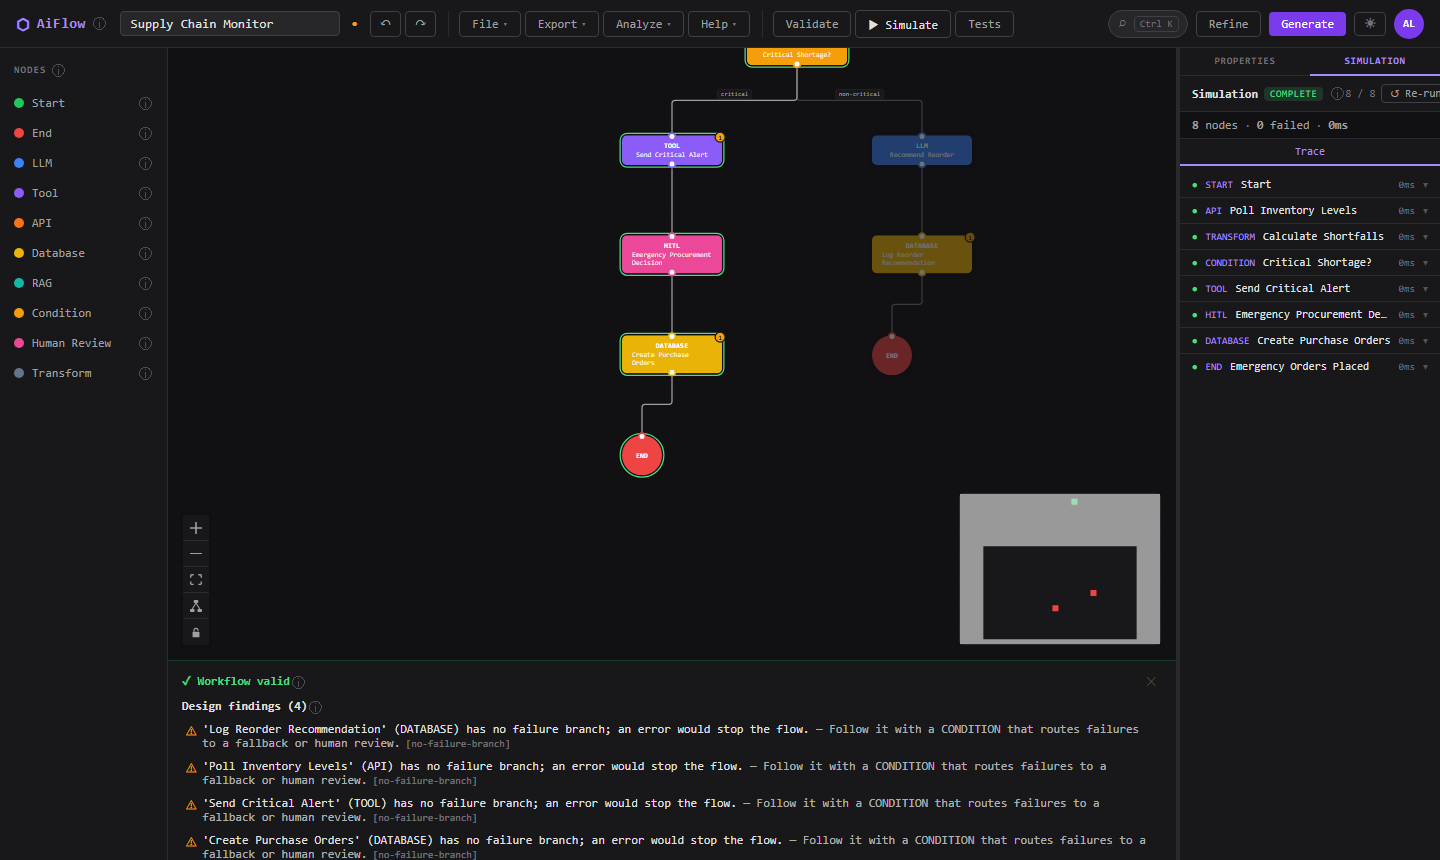 AiFlow
Supply Chain Monitor
File
Export
Analyze
Help
Validate
▶ Simulate
Tests
Ctrl K
Refine
Generate
AL
NODES
Start
End
LLM
Tool
API
Database
RAG
Condition
Human Review
Transform
Critical Shortage?
critical
non-critical
TOOL
Send Critical Alert
1
LLM
Recommend Reorder
HITL
Emergency Procurement
Decision
DATABASE
Log Reorder
Recommendation
1
DATABASE
Create Purchase
Orders
1
END
END
✓ Workflow valid
Design findings (4)
⚠ 'Log Reorder Recommendation' (DATABASE) has no failure branch; an error would stop the flow. — Follow it with a CONDITION that routes failures
to a fallback or human review. [no-failure-branch]
⚠ 'Poll Inventory Levels' (API) has no failure branch; an error would stop the flow. — Follow it with a CONDITION that routes failures to a
fallback or human review. [no-failure-branch]
⚠ 'Send Critical Alert' (TOOL) has no failure branch; an error would stop the flow. — Follow it with a CONDITION that routes failures to a
fallback or human review. [no-failure-branch]
⚠ 'Create Purchase Orders' (DATABASE) has no failure branch; an error would stop the flow. — Follow it with a CONDITION that routes failures to a
fallback or human review. [no-failure-branch]
PROPERTIES
SIMULATION
Simulation COMPLETE 8 / 8 ↺ Re-run
8 nodes · 0 failed · 0ms
Trace
START Start 0ms
API Poll Inventory Levels 0ms
TRANSFORM Calculate Shortfalls 0ms
CONDITION Critical Shortage? 0ms
TOOL Send Critical Alert 0ms
HITL Emergency Procurement De… 0ms
DATABASE Create Purchase Orders 0ms
END Emergency Orders Placed 0ms